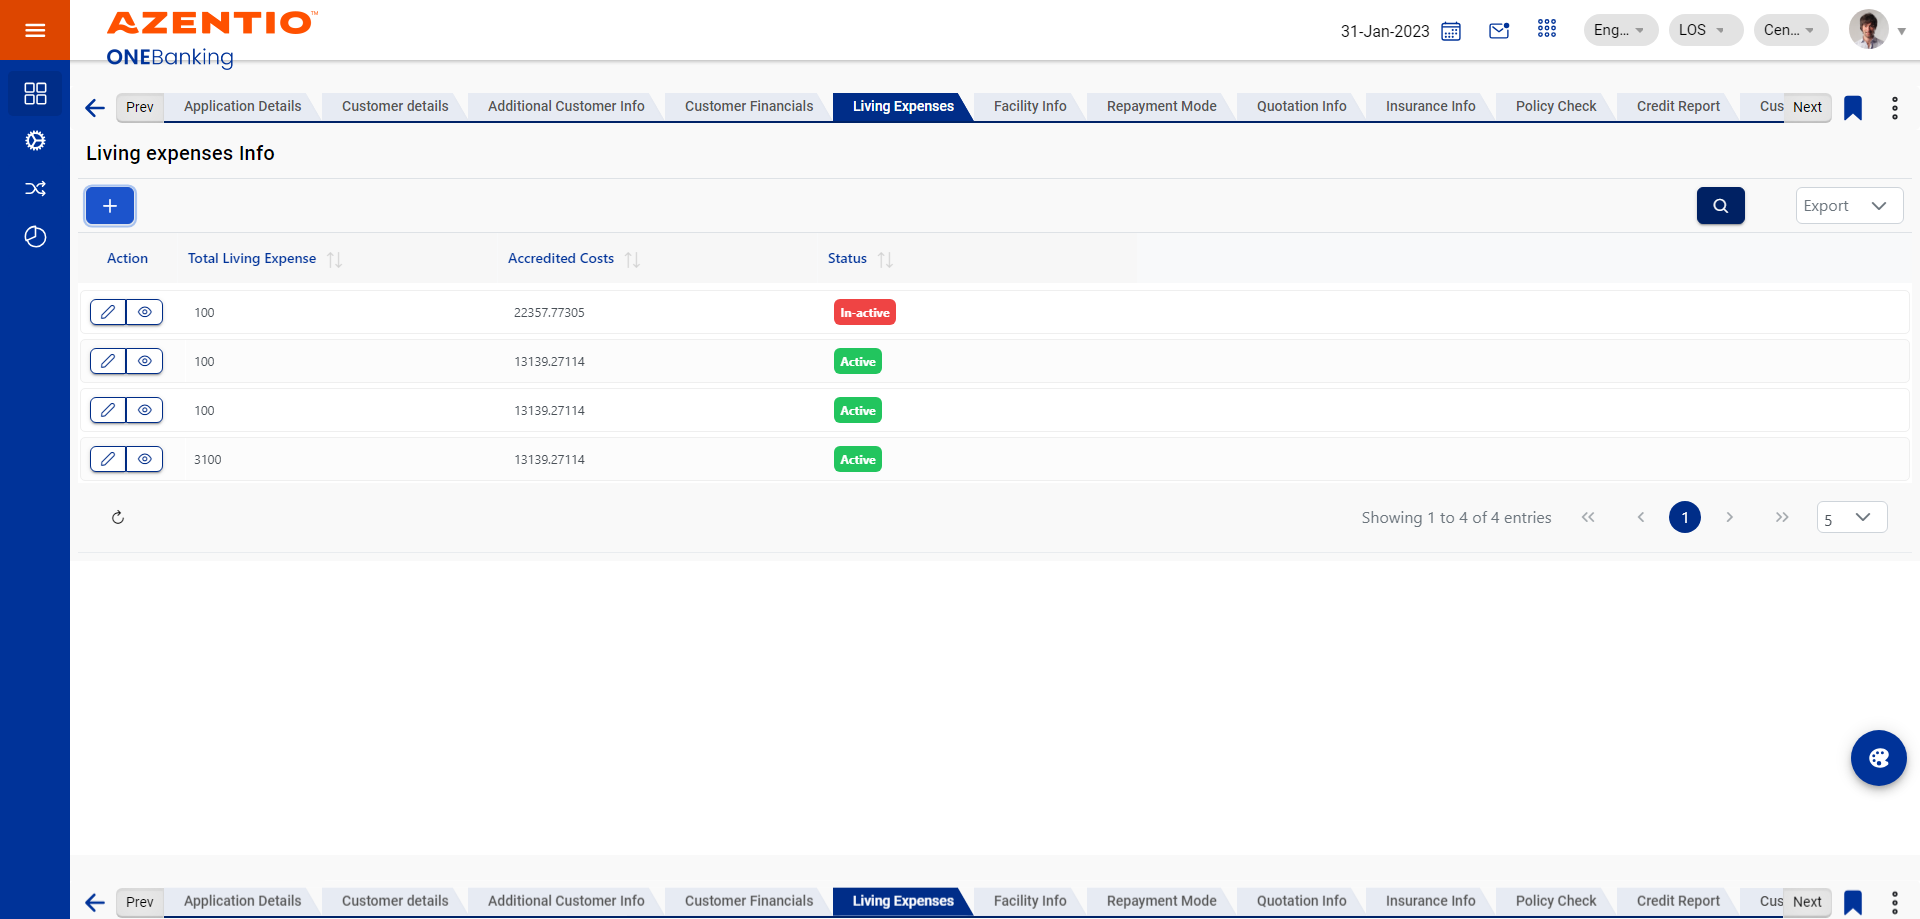 AZENTIO™
ONEBanking
31-Jan-2023
Eng...
LOS
Cen...
Prev
Application Details
Customer details
Additional Customer Info
Customer Financials
Living Expenses
Facility Info
Repayment Mode
Quotation Info
Insurance Info
Policy Check
Credit Report
Cus
Next
Living expenses Info
Export
Action
Total Living Expense
Accredited Costs
Status
100
22357.77305
In-active
100
13139.27114
Active
100
13139.27114
Active
3100
13139.27114
Active
Showing 1 to 4 of 4 entries
1
5
Prev
Application Details
Customer details
Additional Customer Info
Customer Financials
Living Expenses
Facility Info
Repayment Mode
Quotation Info
Insurance Info
Policy Check
Credit Report
Cus
Next